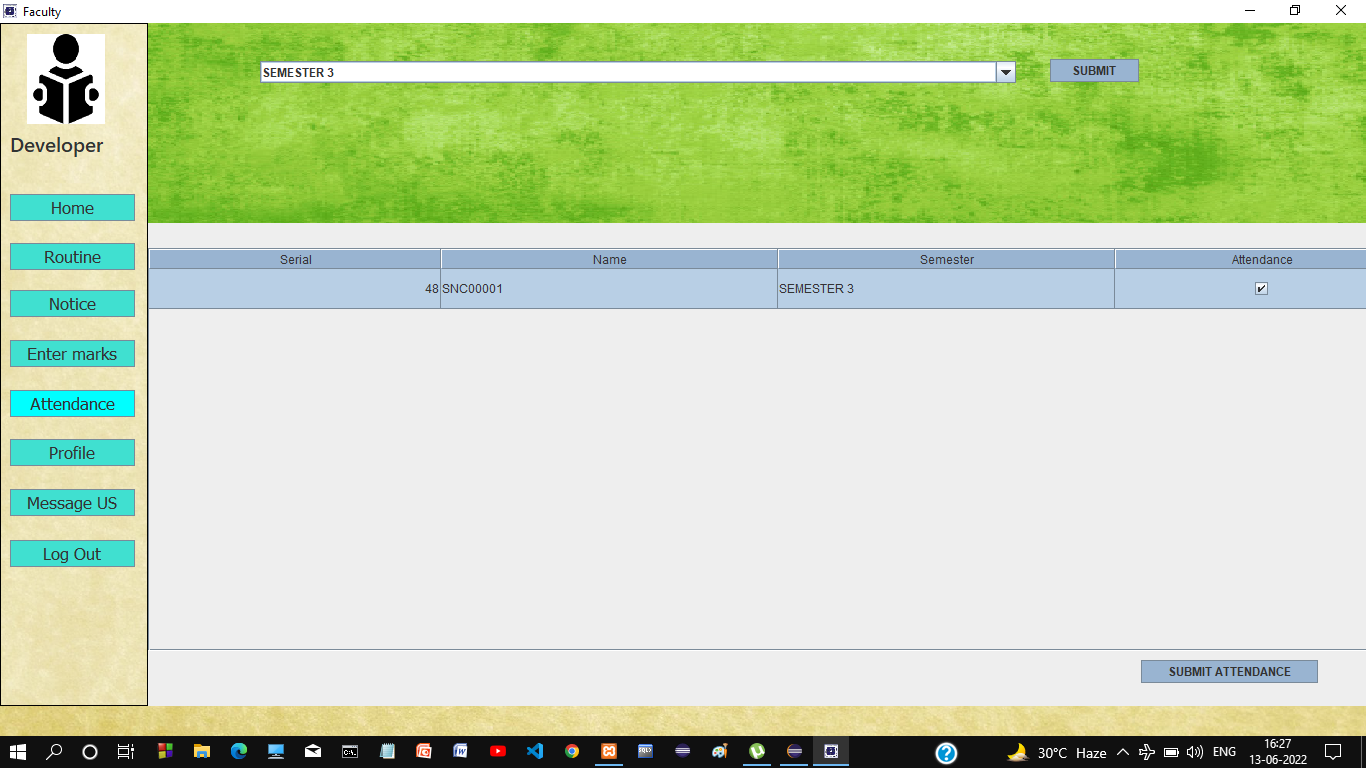 Faculty
Developer
Home
Routine
Notice
Enter marks
Attendance
Profile
Message US
Log Out
SEMESTER 3
SUBMIT
Serial Name Semester Attendance
48 SNC00001 SEMESTER 3
SUBMIT ATTENDANCE
30°C Haze ENG 16:27
13-06-2022